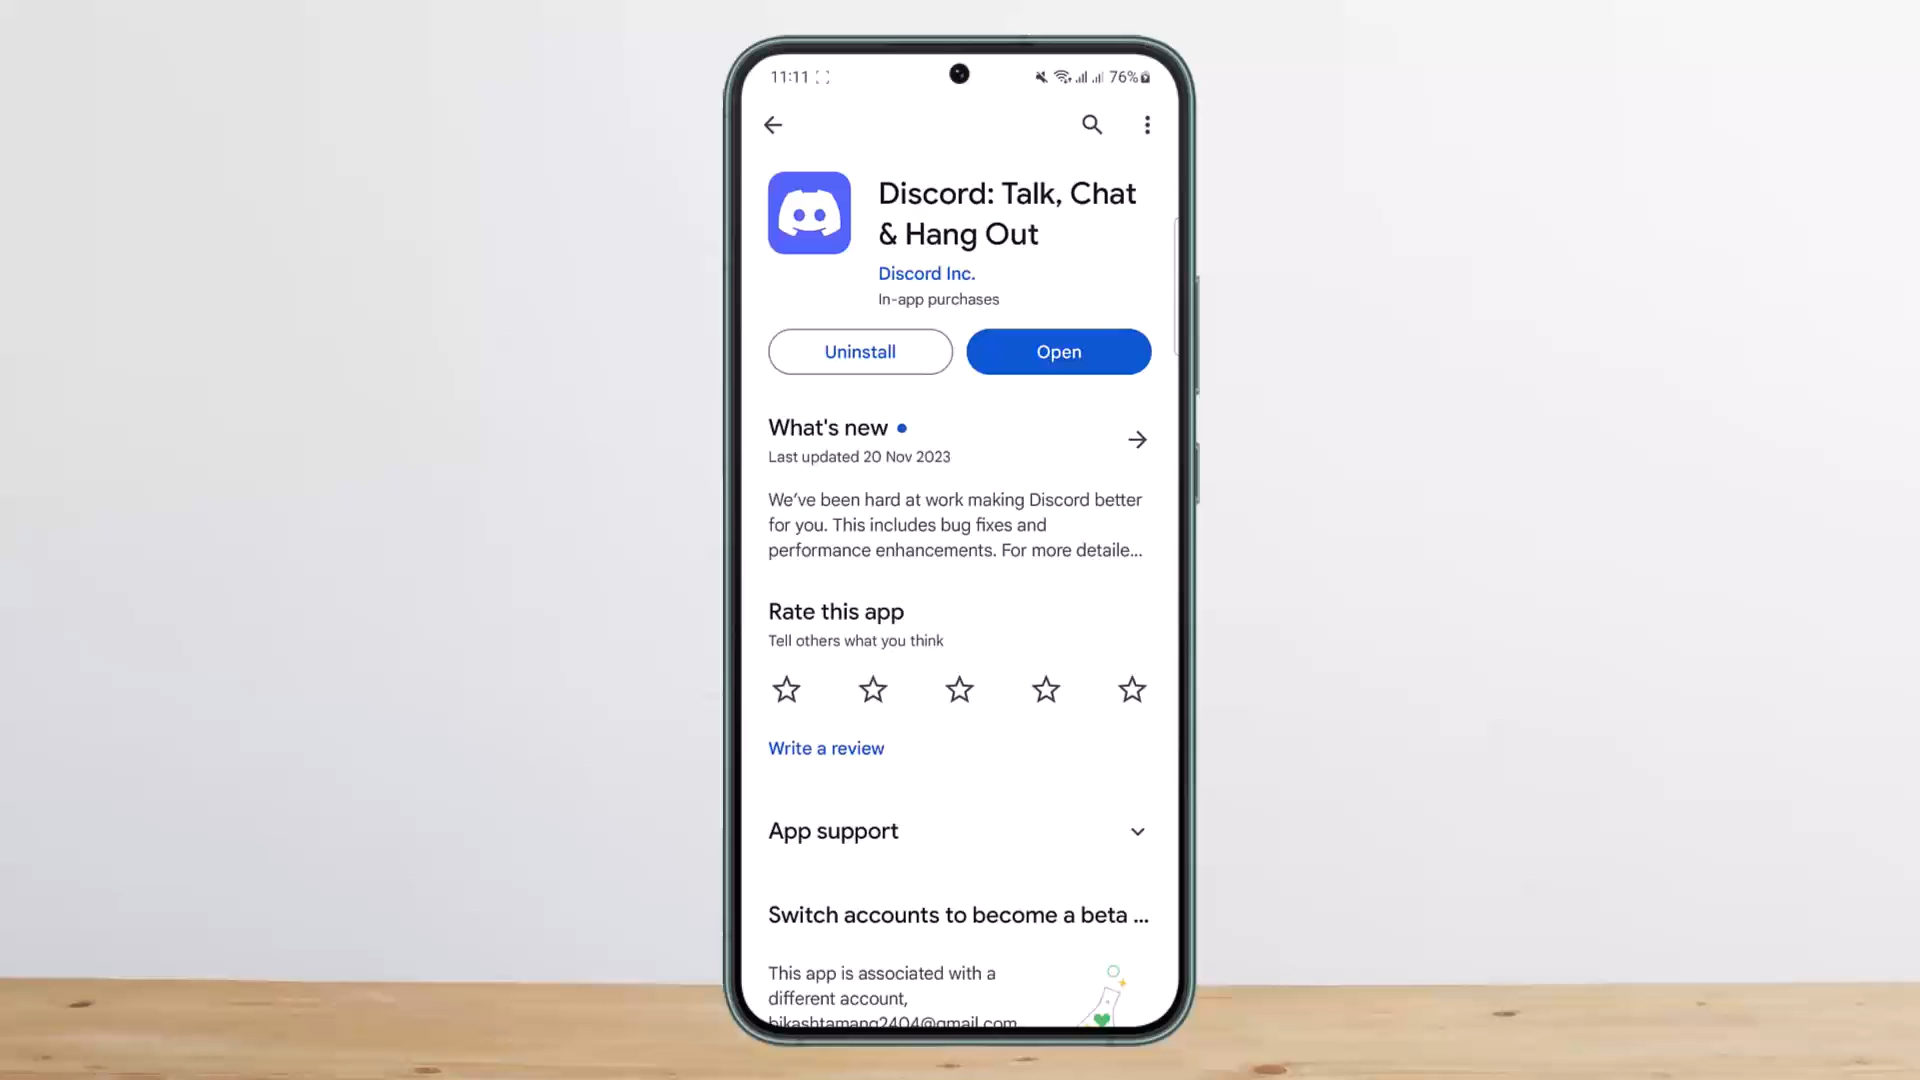 11:11 76%
Discord: Talk, Chat
& Hang Out
Discord Inc.
In-app purchases
Uninstall Open
What's new
Last updated 20 Nov 2023
We've been hard at work making Discord better
for you. This includes bug fixes and
performance enhancements. For more detaile...
Rate this app
Tell others what you think
Write a review
App support
Switch accounts to become a beta ...
This app is associated with a
different account,
bikashtamang2404@gmail.com